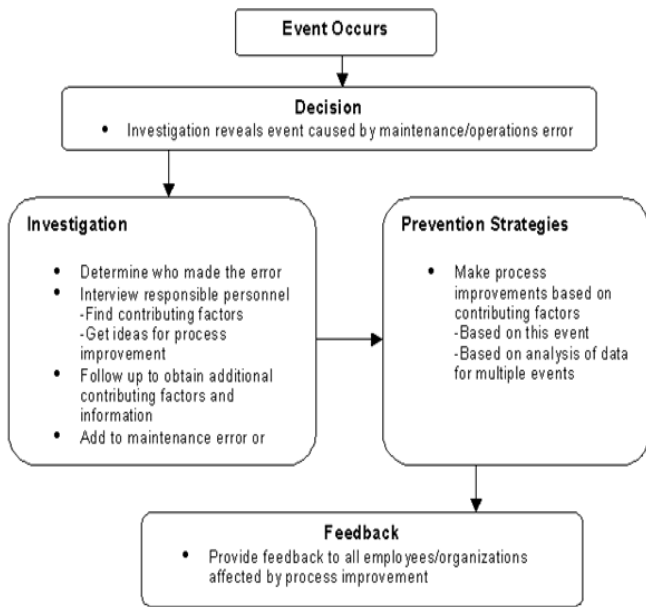 Event Occurs
Decision
• Investigation reveals event caused by maintenance/operations error
Investigation
• Determine who made the error
• Interview responsible personnel
-Find contributing factors
-Get ideas for process
improvement
• Follow up to obtain additional
contributing factors and
information
• Add to maintenance error or
Prevention Strategies
• Make process
improvements based on
contributing factors
-Based on this event
-Based on analysis of data
for multiple events
Feedback
• Provide feedback to all employees/organizations
affected by process improvement